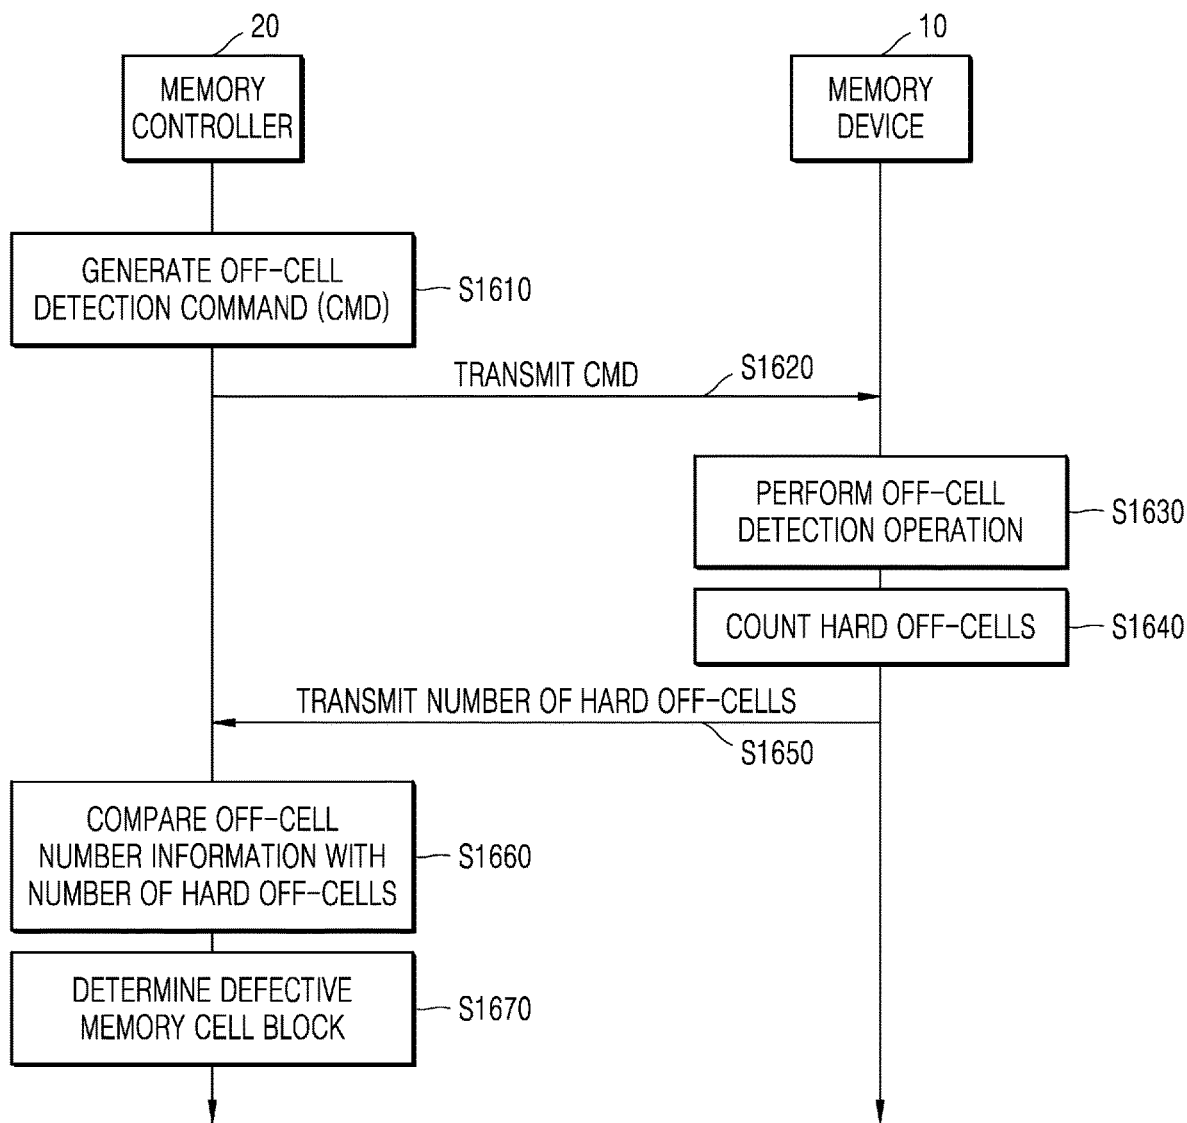 20
10
MEMORY
CONTROLLER
MEMORY
DEVICE
GENERATE OFF-CELL
DETECTION COMMAND (CMD)
S1610
TRANSMIT CMD
S1620
PERFORM OFF-CELL
DETECTION OPERATION
S1630
COUNT HARD OFF-CELLS
S1640
TRANSMIT NUMBER OF HARD OFF-CELLS
S1650
COMPARE OFF-CELL
NUMBER INFORMATION WITH
NUMBER OF HARD OFF-CELLS
S1660
DETERMINE DEFECTIVE
MEMORY CELL BLOCK
S1670